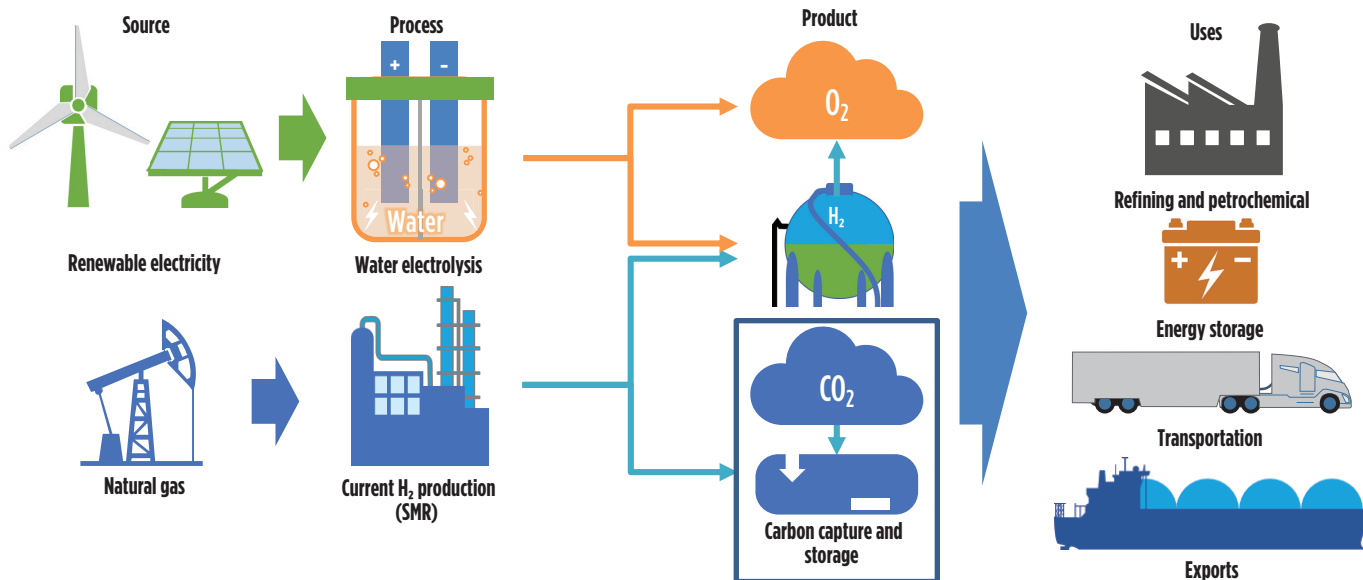 Source
Process
Product
Uses
+ −
Water
O₂
H₂
Renewable electricity
Water electrolysis
Refining and petrochemical
+ −
Energy storage
CO₂
Natural gas
Current H₂ production
(SMR)
Carbon capture and
storage
Transportation
Exports